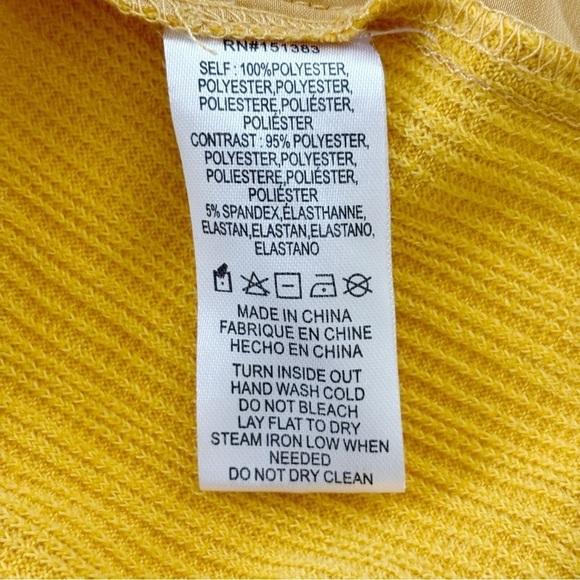 RN#151383
SELF : 100%POLYESTER,
POLYESTER,POLYESTER,
POLIESTERE,POLIÉSTER,
POLIÉSTER
CONTRAST : 95% POLYESTER,
POLYESTER,POLYESTER,
POLIESTERE,POLIÉSTER,
POLIÉSTER
5% SPANDEX,ÉLASTHANNE,
ELASTAN,ELASTAN,ELASTANO,
ELASTANO
MADE IN CHINA
FABRIQUE EN CHINE
HECHO EN CHINA
TURN INSIDE OUT
HAND WASH COLD
DO NOT BLEACH
LAY FLAT TO DRY
STEAM IRON LOW WHEN
NEEDED
DO NOT DRY CLEAN